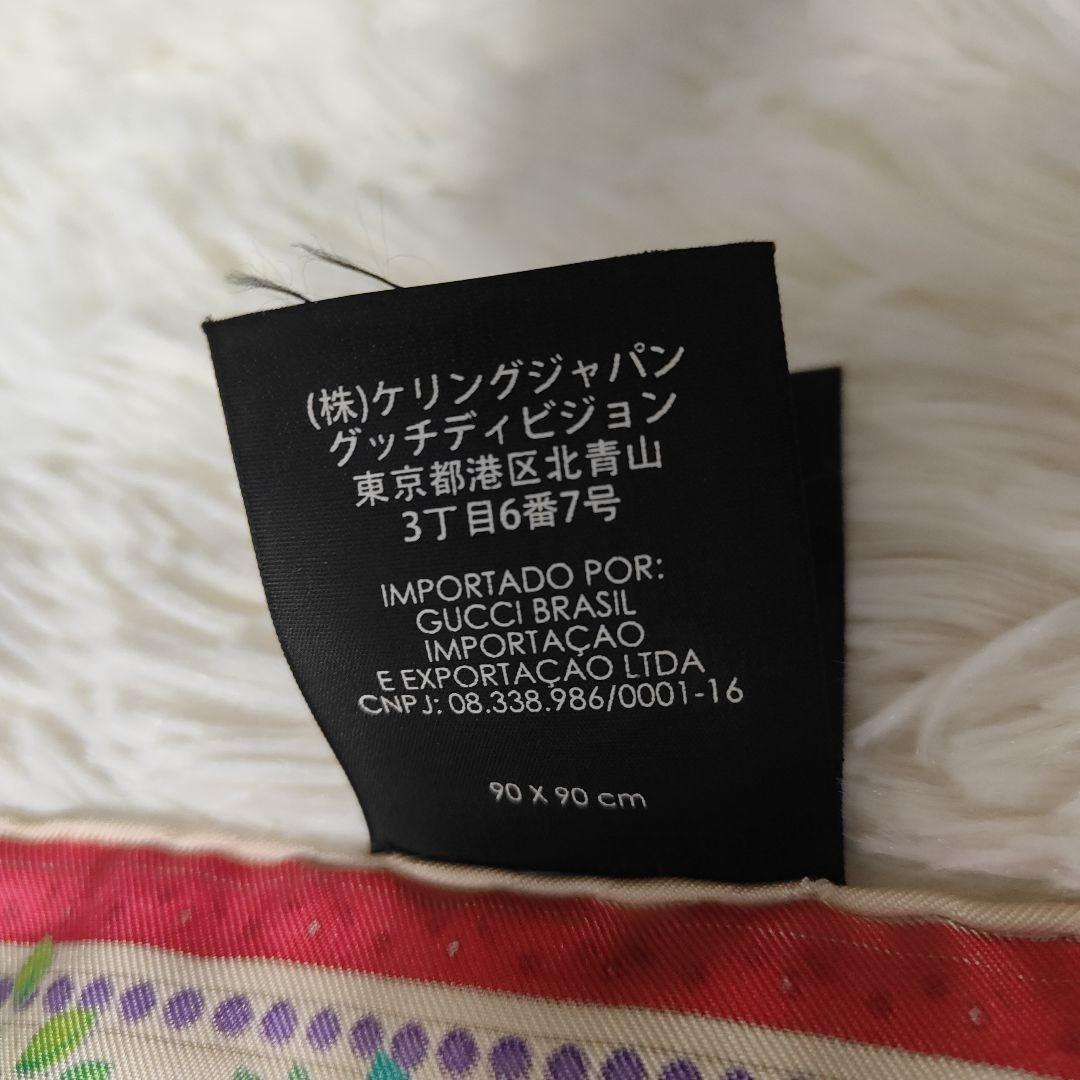 (株)ケリングジャパン
グッチディビジョン
東京都港区北青山
3丁目6番7号
IMPORTADO POR:
GUCCI BRASIL
IMPORTAÇAO
E EXPORTAÇAO LTDA
CNPJ: 08.338.986/0001-16
90 X 90 cm